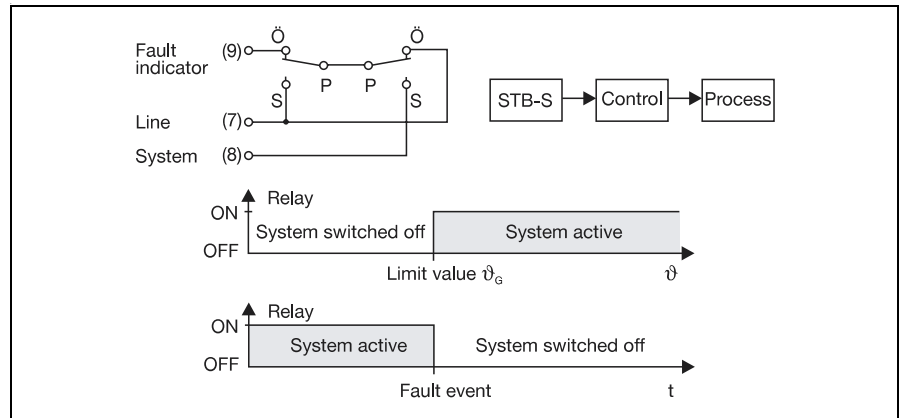 Ö Ö
Fault indicator (9)
P P
S S
Line (7)
System (8)
STB-S Control Process
Relay
ON
System switched off System active
OFF
Limit value ϑG ϑ
Relay
ON
System active System switched off
OFF
Fault event t